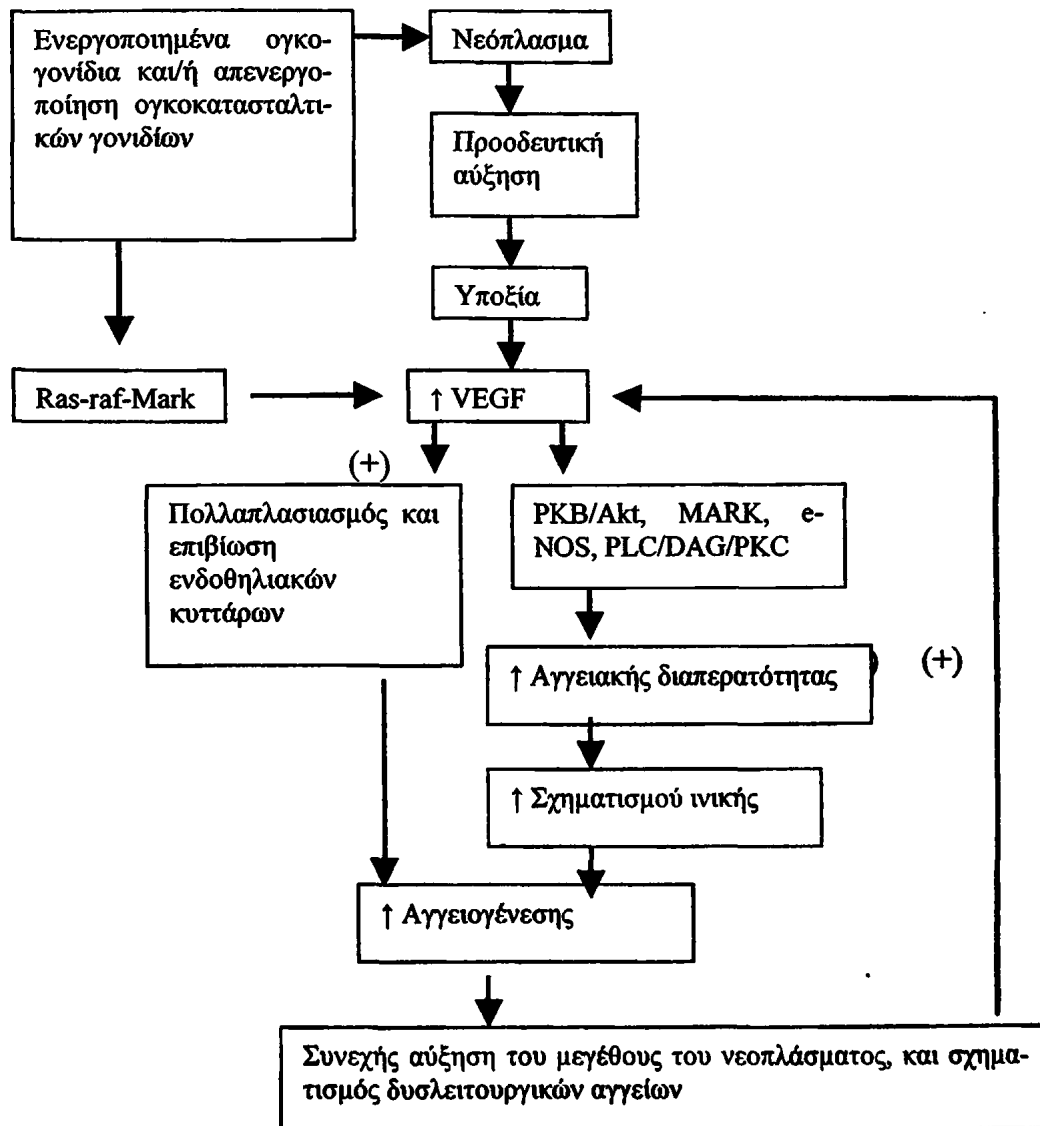 Ενεργοποιημένα ογκο-
γονίδια και/ή απενεργο-
ποίηση ογκοκατασταλτι-
κών γονιδίων
Νεόπλασμα
Προοδευτική
αύξηση
Υποξία
Ras-raf-Mark
↑ VEGF
(+)
Πολλαπλασιασμός και
επιβίωση
ενδοθηλιακών
κυττάρων
PKB/Akt, MARK, e-
NOS, PLC/DAG/PKC
↑ Αγγειακής διαπερατότητας
(+)
↑ Σχηματισμού ινικής
↑ Αγγειογένεσης
Συνεχής αύξηση του μεγέθους του νεοπλάσματος, και σχημα-
τισμός δυσλειτουργικών αγγείων